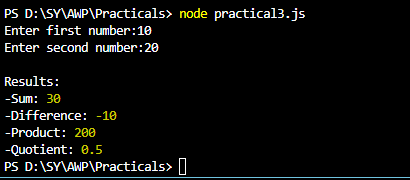 PS D:\SY\AWP\Practicals> node practical3.js
Enter first number:10
Enter second number:20
Results:
-Sum: 30
-Difference: -10
-Product: 200
-Quotient: 0.5
PS D:\SY\AWP\Practicals>